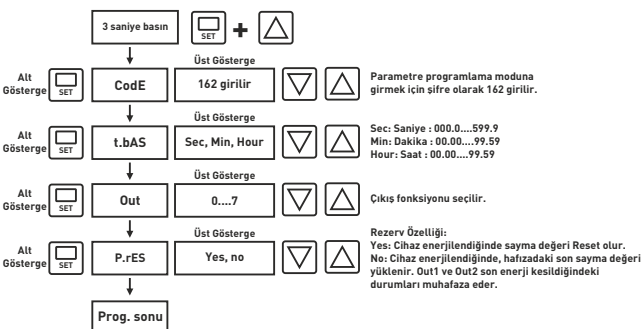 3 saniye basın
SET
+
Üst Gösterge
Alt
Gösterge
SET
CodE
162 girilir
Parametre programlama moduna
girmek için şifre olarak 162 girilir.
Üst Gösterge
Alt
Gösterge
SET
t.bAS
Sec, Min, Hour
Sec: Saniye : 000.0....599.9
Min: Dakika : 00.00....99.59
Hour: Saat : 00.00....99.59
Üst Gösterge
Alt
Gösterge
SET
Out
0....7
Çıkış fonksiyonu seçilir.
Üst Gösterge
Alt
Gösterge
SET
P.rES
Yes, no
Rezerv Özelliği:
Yes: Cihaz enerjilendiğinde sayma değeri Reset olur.
No: Cihaz enerjilendiğinde, hafızadaki son sayma değeri
yüklenir. Out1 ve Out2 son enerji kesildiğindeki
durumları muhafaza eder.
Prog. sonu